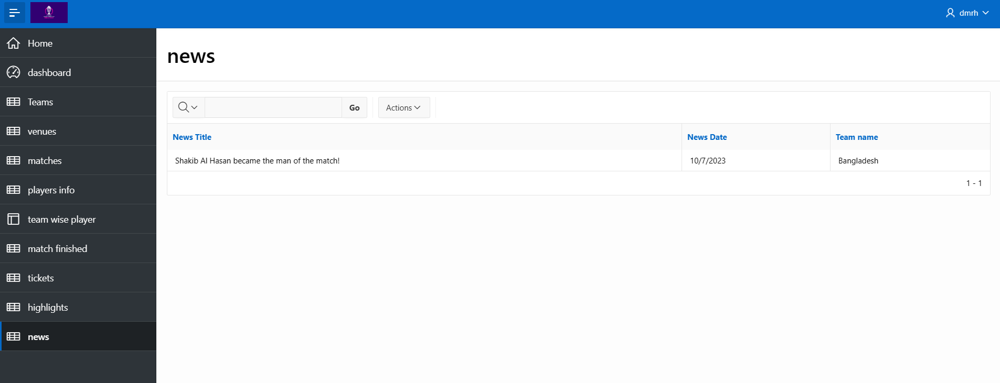 dmrh
Home
dashboard
Teams
venues
matches
players info
team wise player
match finished
tickets
highlights
news
news
Go
Actions
News Title
News Date
Team name
Shakib Al Hasan became the man of the match!
10/7/2023
Bangladesh
1 - 1